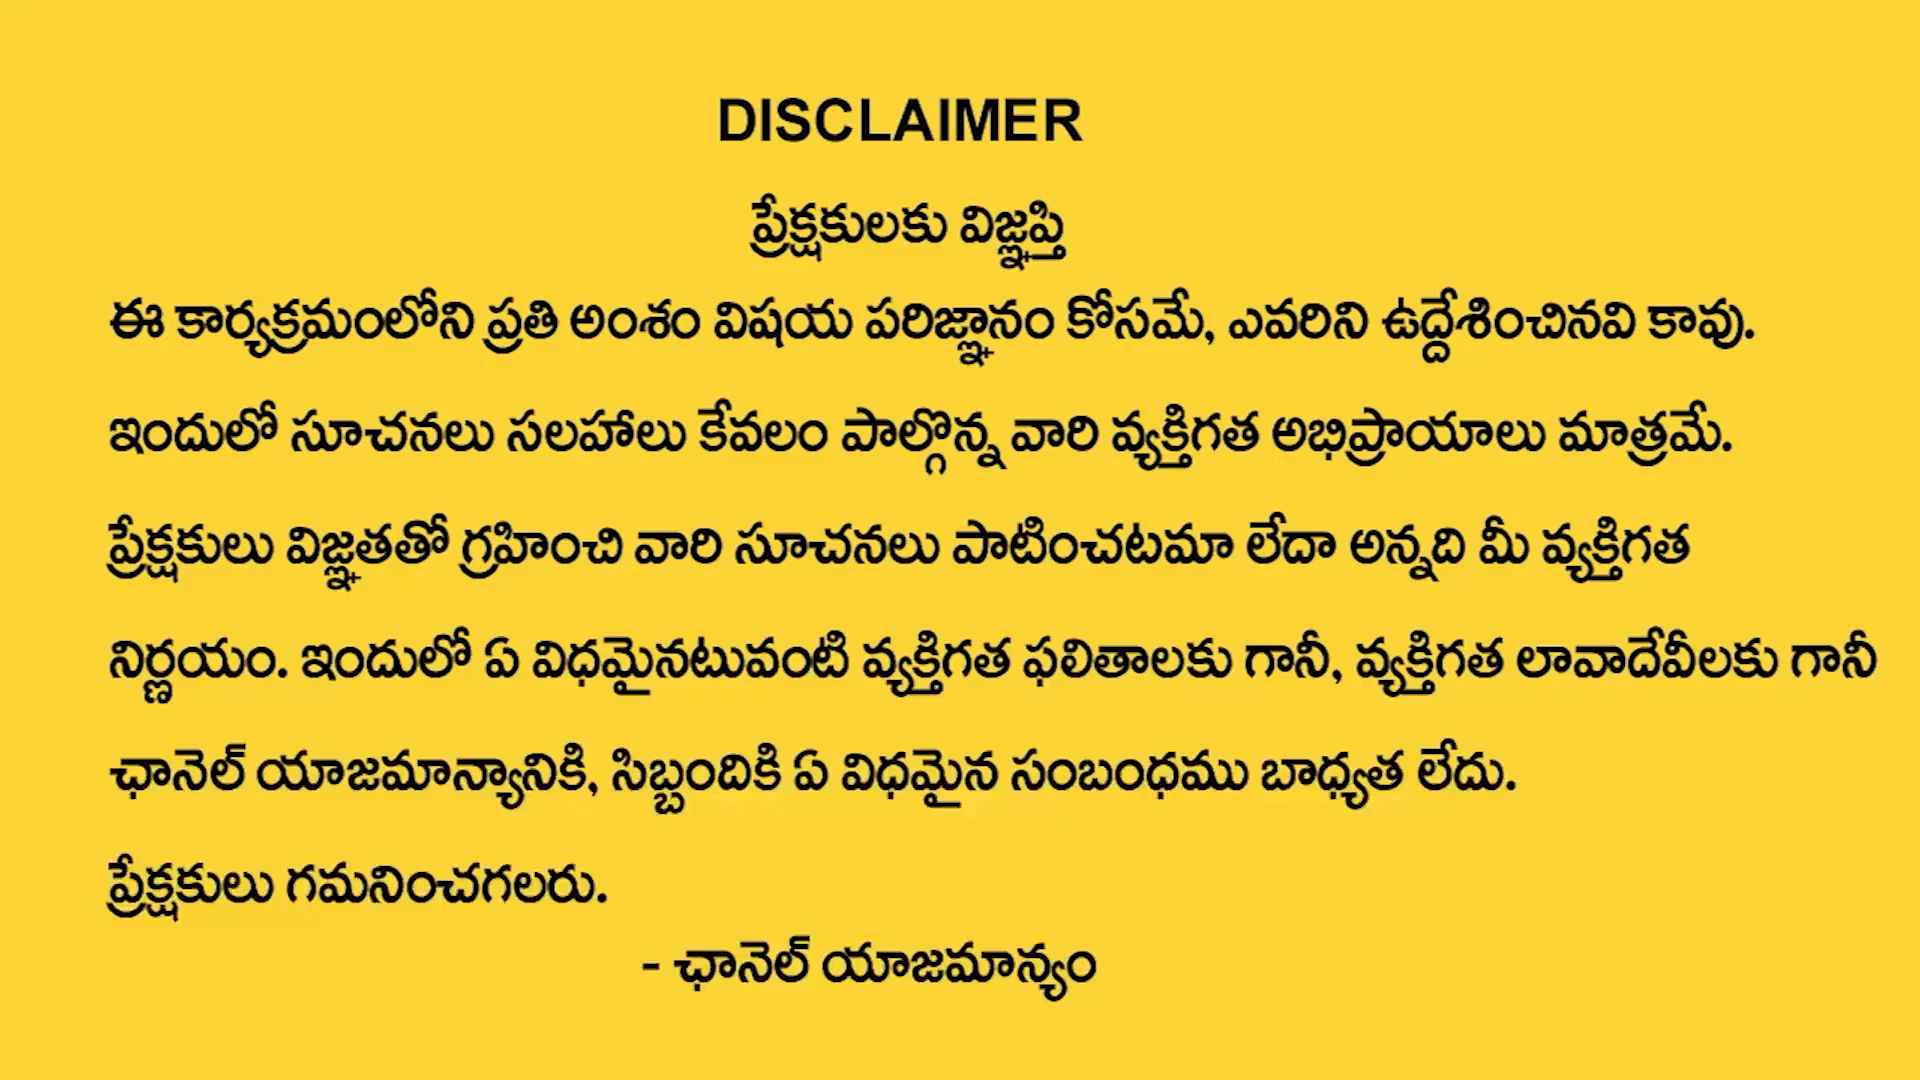 DISCLAIMER
ప్రేక్షకులకు విజ్ఞప్తి
ఈ కార్యక్రమంలోని ప్రతి అంశం విషయ పరిజ్ఞానం కోసమే, ఎవరిని ఉద్దేశించినవి కావు.
ఇందులో సూచనలు సలహాలు కేవలం పాల్గొన్న వారి వ్యక్తిగత అభిప్రాయాలు మాత్రమే.
ప్రేక్షకులు విజ్ఞతతో గ్రహించి వారి సూచనలు పాటించటమా లేదా అన్నది మీ వ్యక్తిగత
నిర్ణయం. ఇందులో ఏ విధమైనటువంటి వ్యక్తిగత ఫలితాలకు గానీ, వ్యక్తిగత లావాదేవీలకు గానీ
ఛానెల్ యాజమాన్యానికి, సిబ్బందికి ఏ విధమైన సంబంధము బాధ్యత లేదు.
ప్రేక్షకులు గమనించగలరు.
- ఛానెల్ యాజమాన్యం